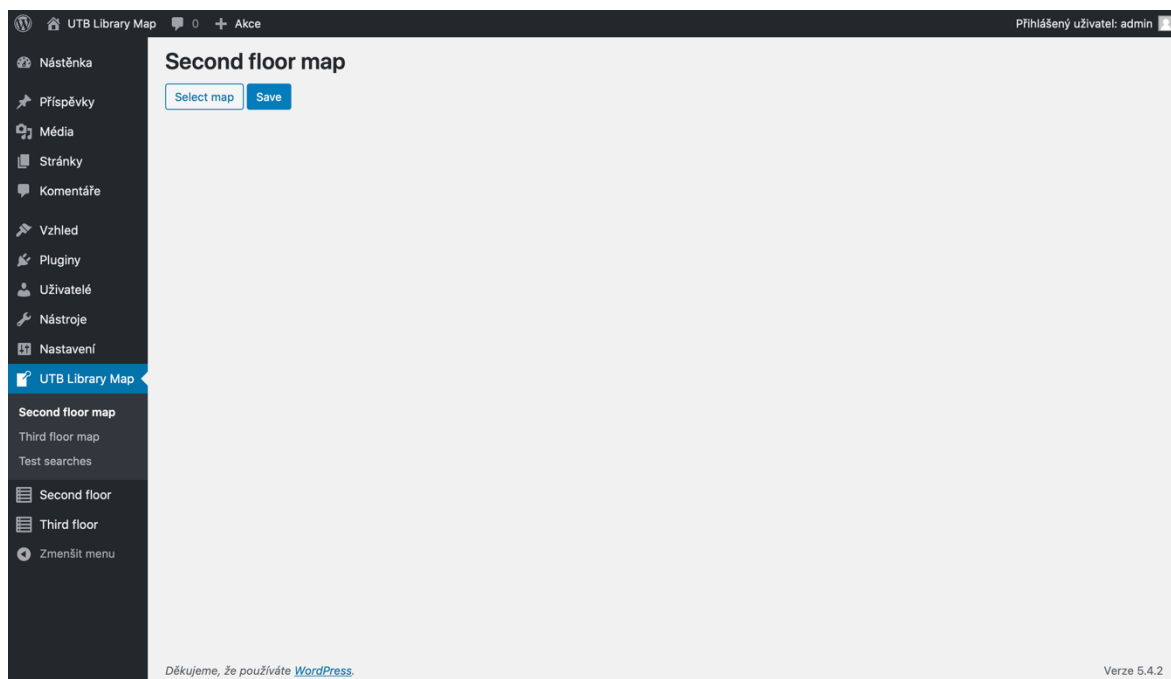 UTB Library Map 0 + Akce Přihlášený uživatel: admin
Nástěnka
Příspěvky
Média
Stránky
Komentáře
Vzhled
Pluginy
Uživatelé
Nástroje
Nastavení
UTB Library Map
Second floor map
Third floor map
Test searches
Second floor
Third floor
Zmenšit menu
Second floor map
Select map Save
Děkujeme, že používáte WordPress. Verze 5.4.2